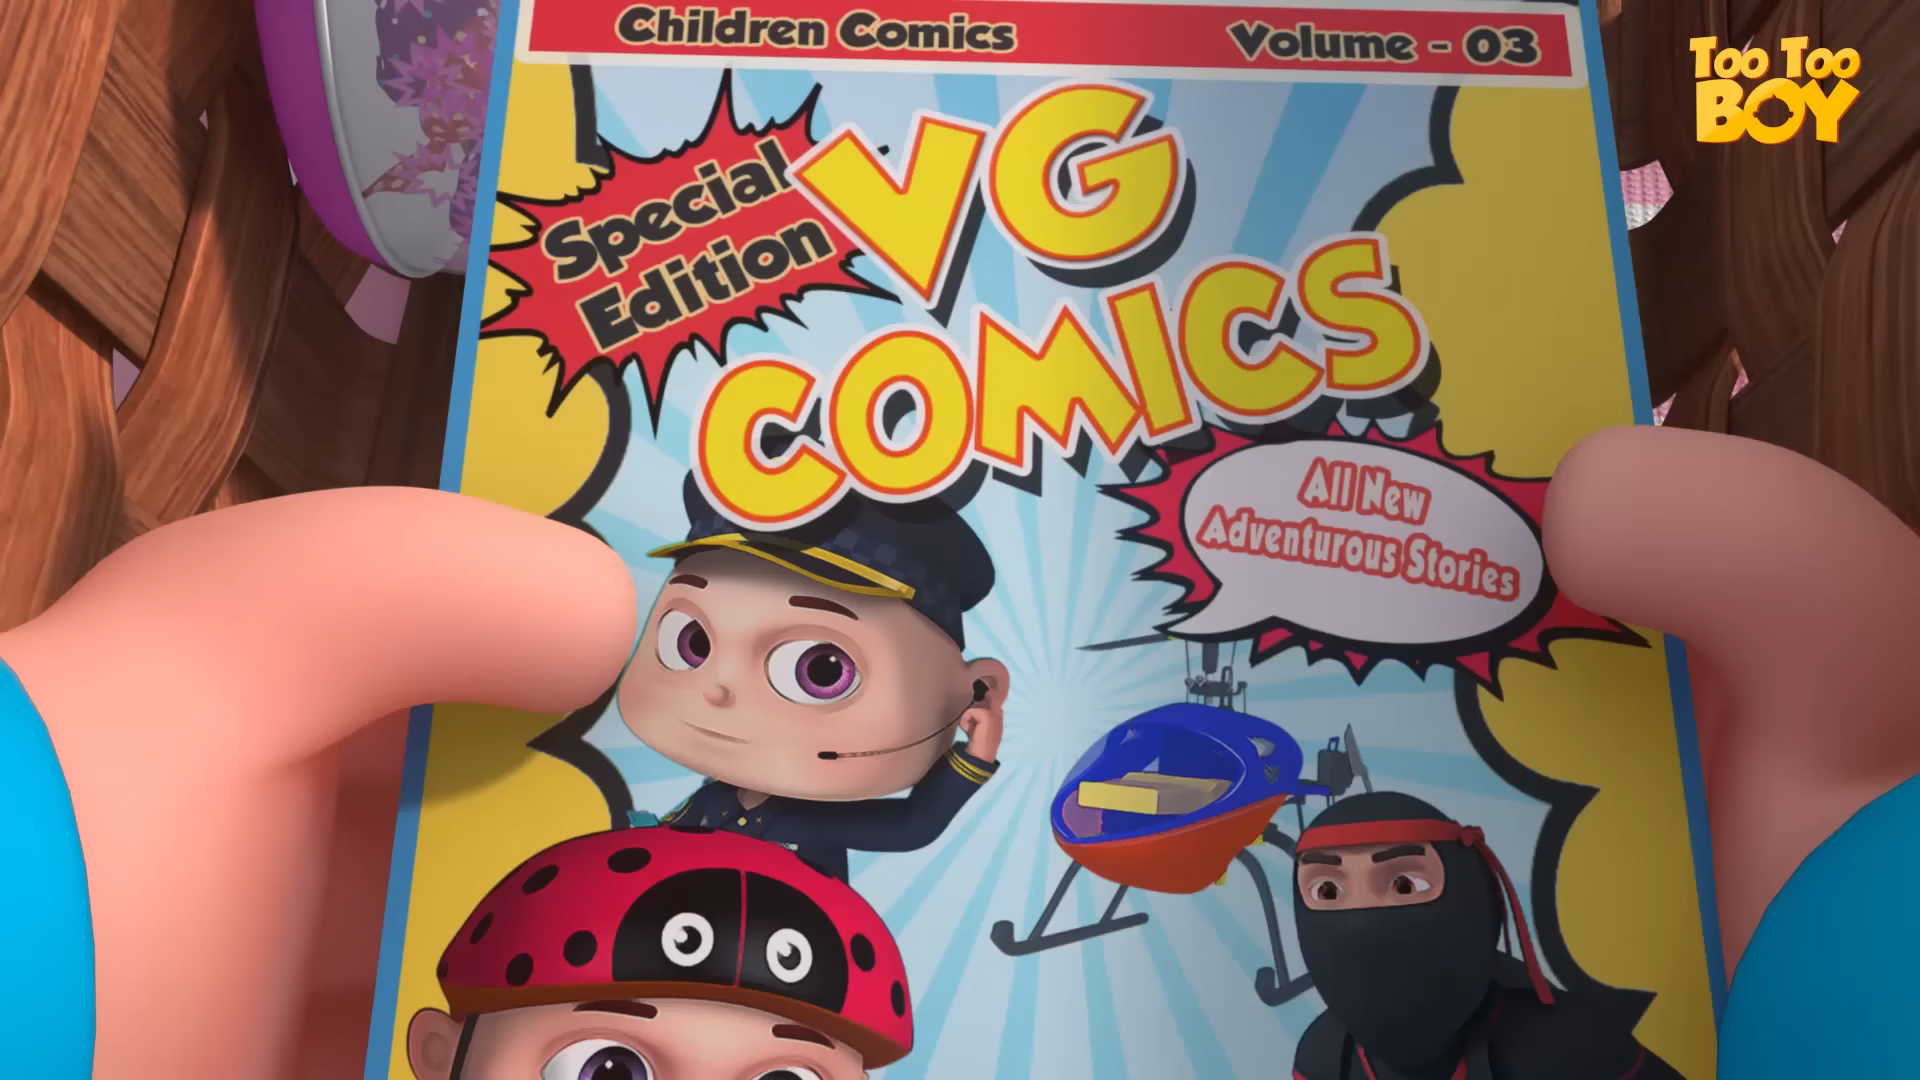 Children Comics Volume - 03
Special
Edition
VG
COMICS
All New
Adventurous Stories
TOO TOO
BOY